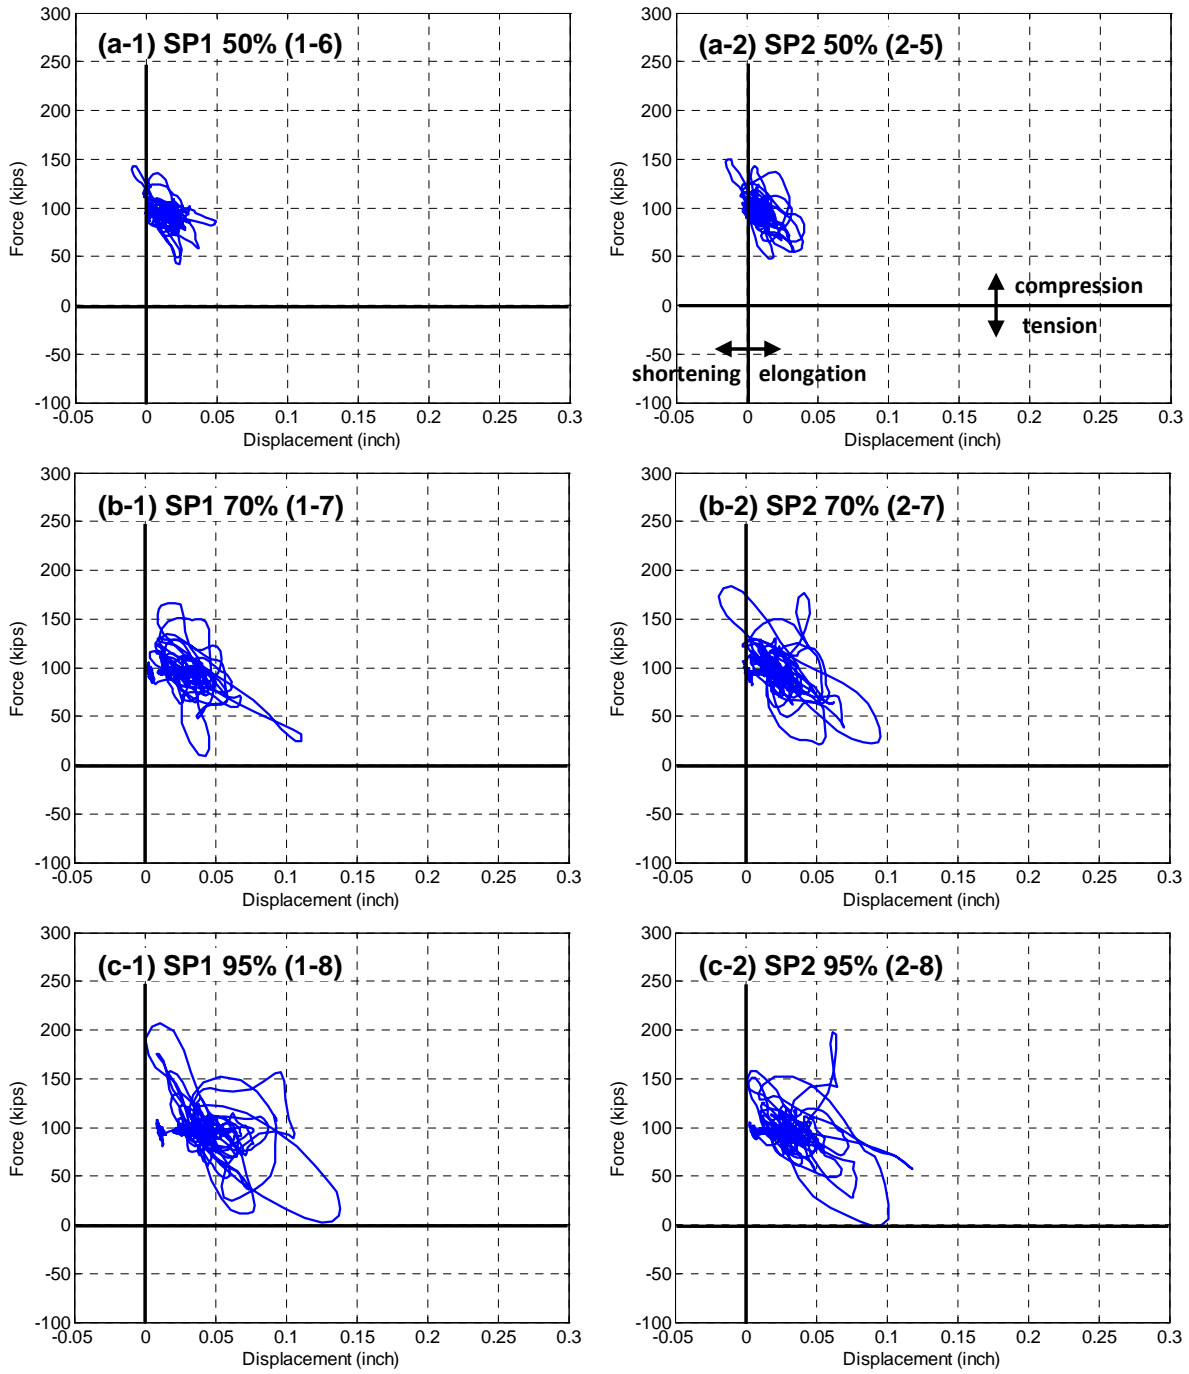 (a-1) SP1 50% (1-6)
300
250
200
150
100
50
0
-50
-100
Force (kips)
-0.05 0 0.05 0.1 0.15 0.2 0.25 0.3
Displacement (inch)
(a-2) SP2 50% (2-5)
300
250
200
150
100
50
0
-50
-100
Force (kips)
compression
tension
shortening elongation
-0.05 0 0.05 0.1 0.15 0.2 0.25 0.3
Displacement (inch)
(b-1) SP1 70% (1-7)
300
250
200
150
100
50
0
-50
-100
Force (kips)
-0.05 0 0.05 0.1 0.15 0.2 0.25 0.3
Displacement (inch)
(b-2) SP2 70% (2-7)
300
250
200
150
100
50
0
-50
-100
Force (kips)
-0.05 0 0.05 0.1 0.15 0.2 0.25 0.3
Displacement (inch)
(c-1) SP1 95% (1-8)
300
250
200
150
100
50
0
-50
-100
Force (kips)
-0.05 0 0.05 0.1 0.15 0.2 0.25 0.3
Displacement (inch)
(c-2) SP2 95% (2-8)
300
250
200
150
100
50
0
-50
-100
Force (kips)
-0.05 0 0.05 0.1 0.15 0.2 0.25 0.3
Displacement (inch)